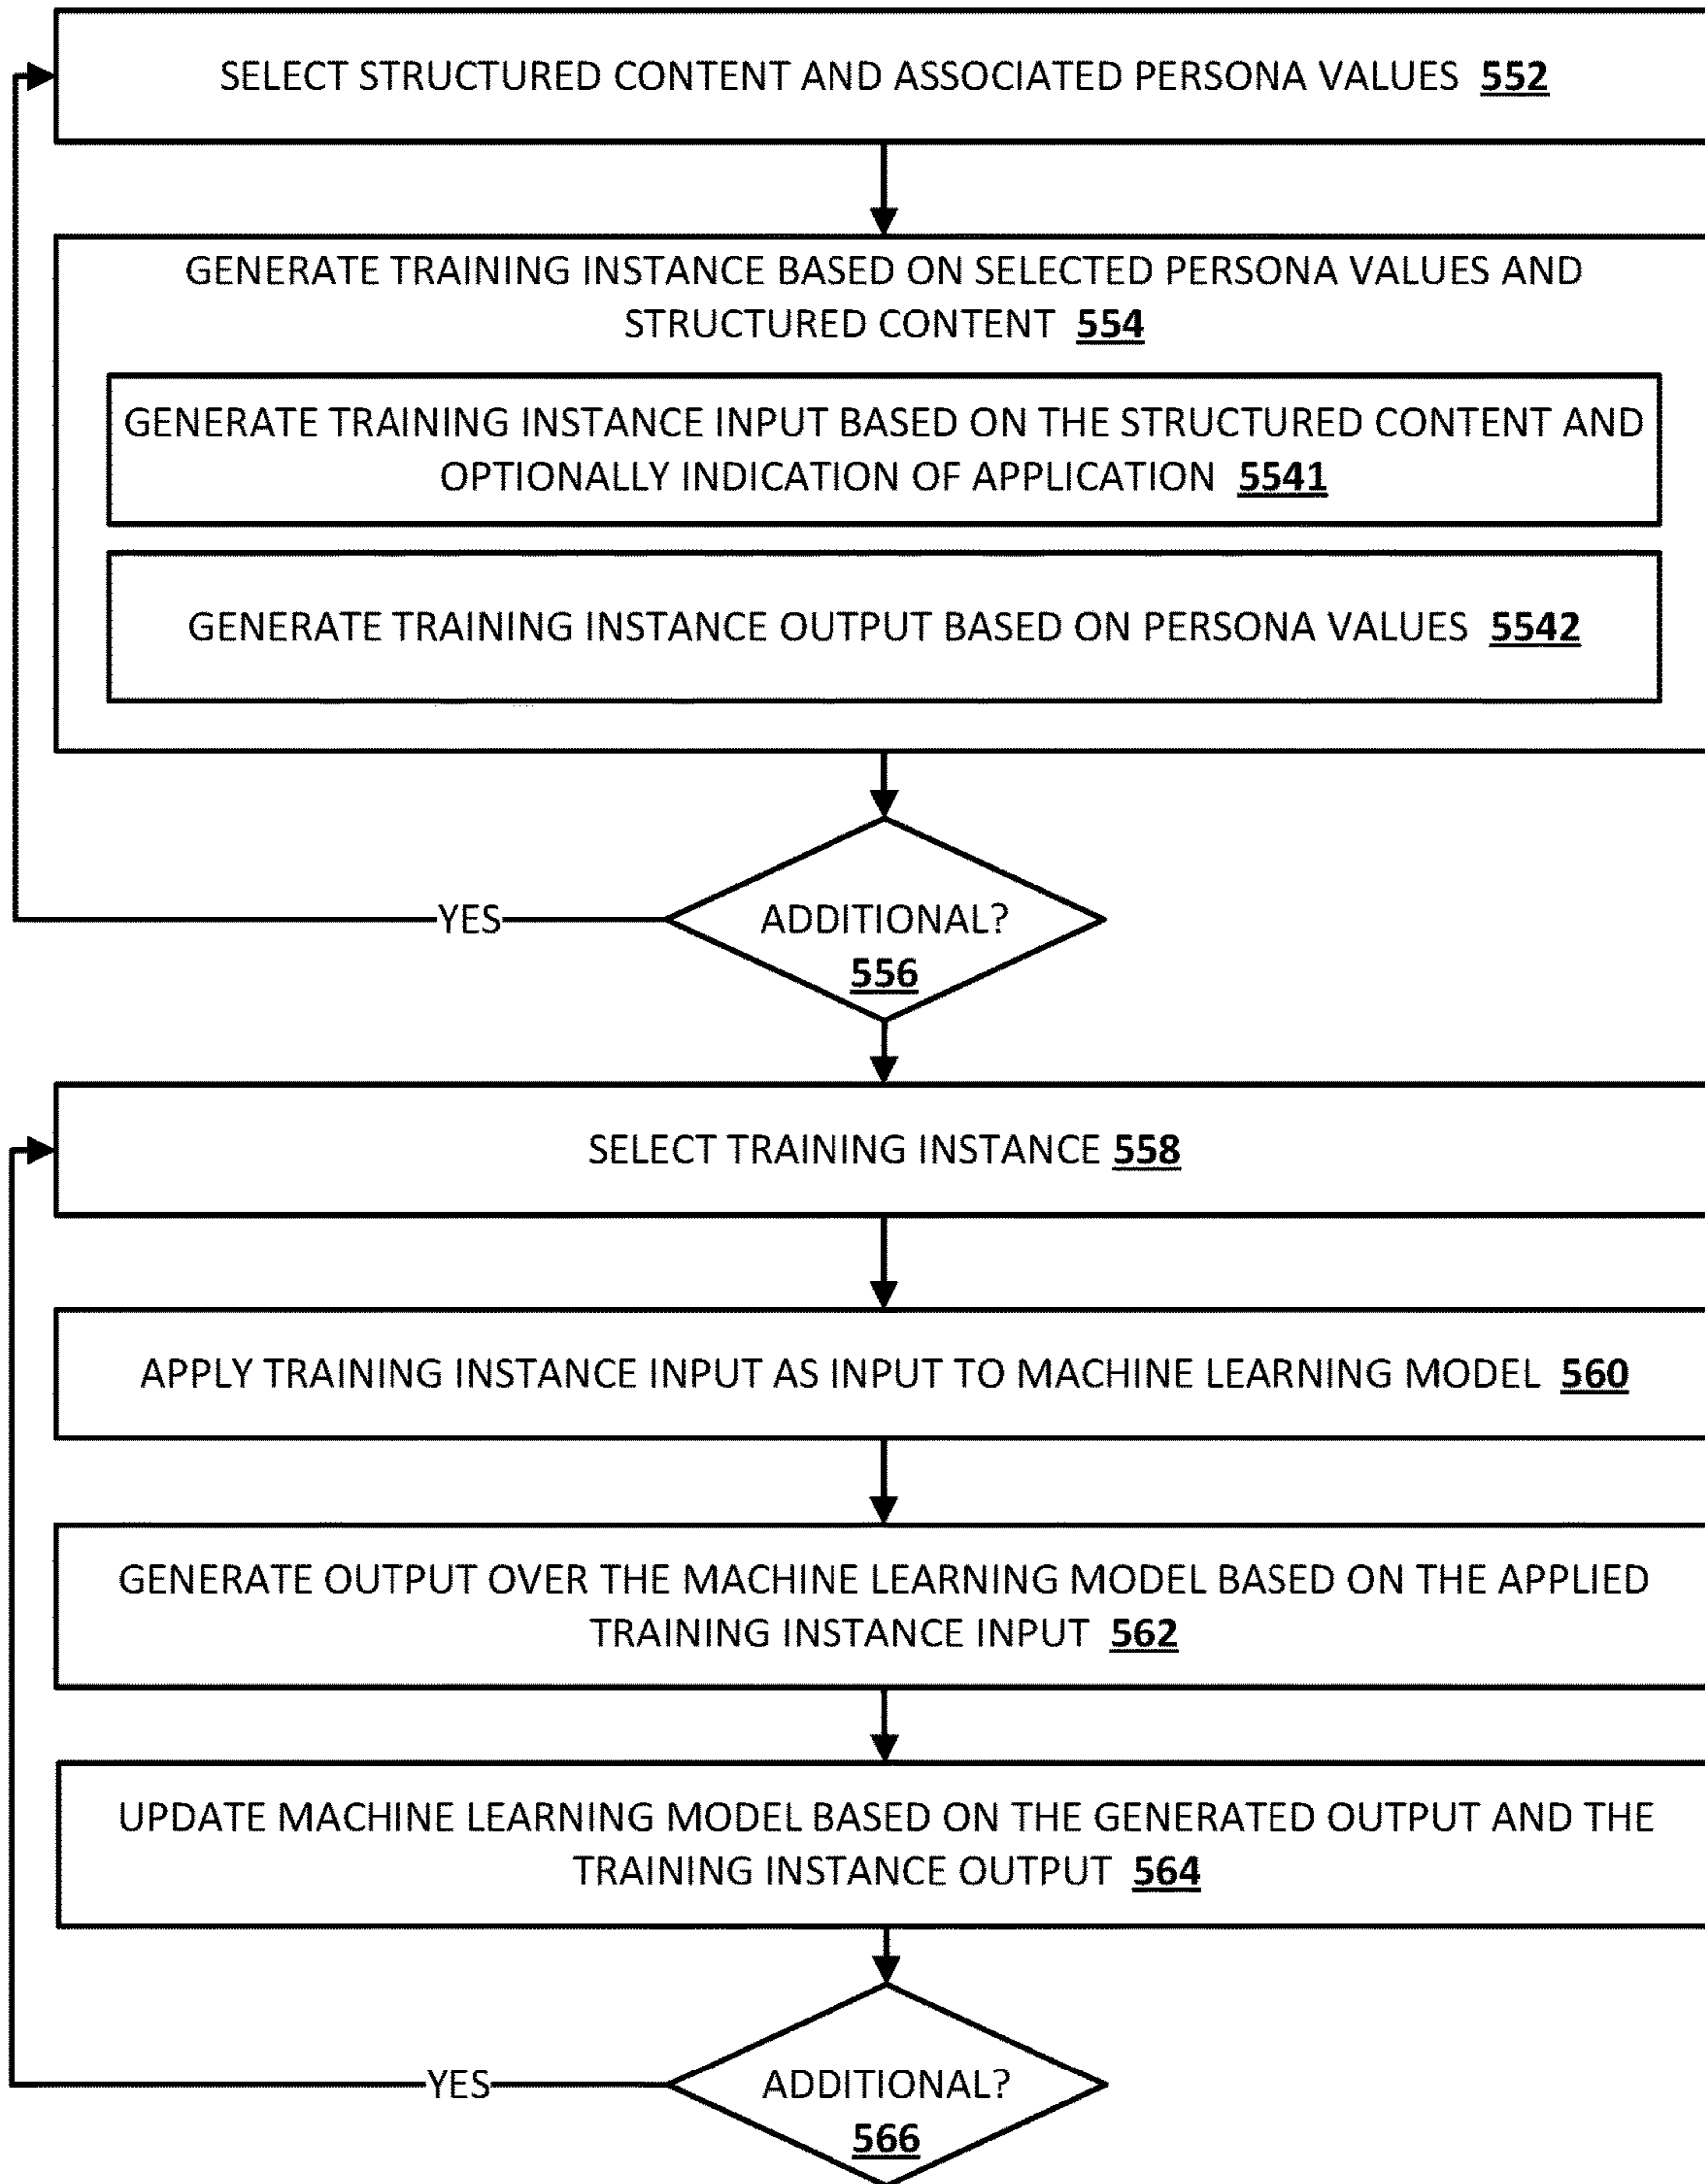 SELECT STRUCTURED CONTENT AND ASSOCIATED PERSONA VALUES 552
GENERATE TRAINING INSTANCE BASED ON SELECTED PERSONA VALUES AND
STRUCTURED CONTENT 554
GENERATE TRAINING INSTANCE INPUT BASED ON THE STRUCTURED CONTENT AND
OPTIONALLY INDICATION OF APPLICATION 5541
GENERATE TRAINING INSTANCE OUTPUT BASED ON PERSONA VALUES 5542
YES
ADDITIONAL?
556
SELECT TRAINING INSTANCE 558
APPLY TRAINING INSTANCE INPUT AS INPUT TO MACHINE LEARNING MODEL 560
GENERATE OUTPUT OVER THE MACHINE LEARNING MODEL BASED ON THE APPLIED
TRAINING INSTANCE INPUT 562
UPDATE MACHINE LEARNING MODEL BASED ON THE GENERATED OUTPUT AND THE
TRAINING INSTANCE OUTPUT 564
YES
ADDITIONAL?
566